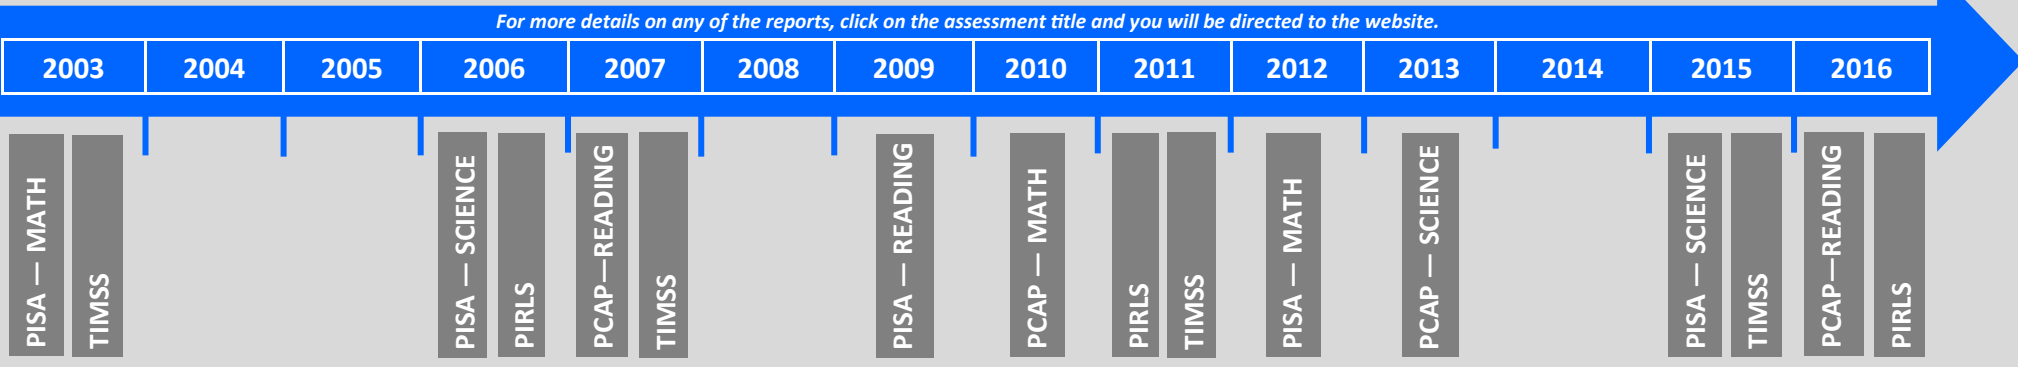 For more details on any of the reports, click on the assessment title and you will be directed to the website.
2003 2004 2005 2006 2007 2008 2009 2010 2011 2012 2013 2014 2015 2016
PISA — MATH
TIMSS
PISA — SCIENCE
PIRLS
PCAP—READING
TIMSS
PISA — READING
PCAP — MATH
PIRLS
TIMSS
PISA — MATH
PCAP — SCIENCE
PISA — SCIENCE
TIMSS
PCAP—READING
PIRLS